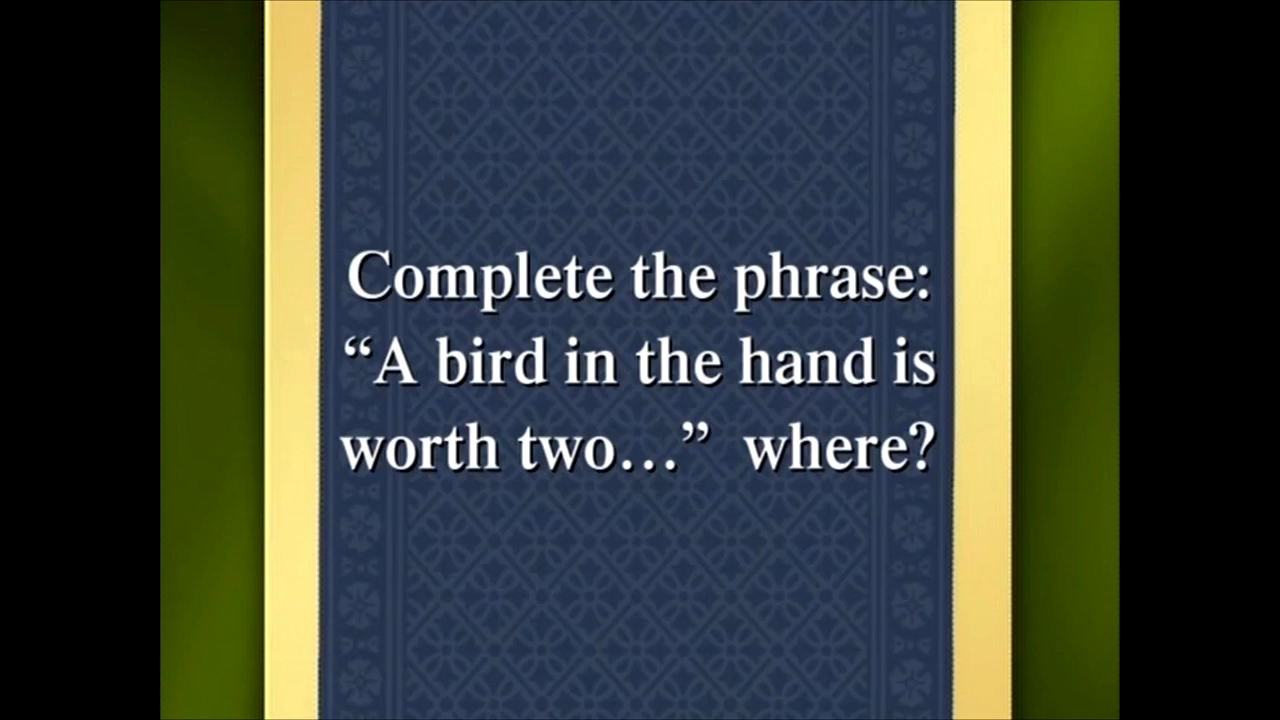 Complete the phrase:
“A bird in the hand is
worth two…”  where?